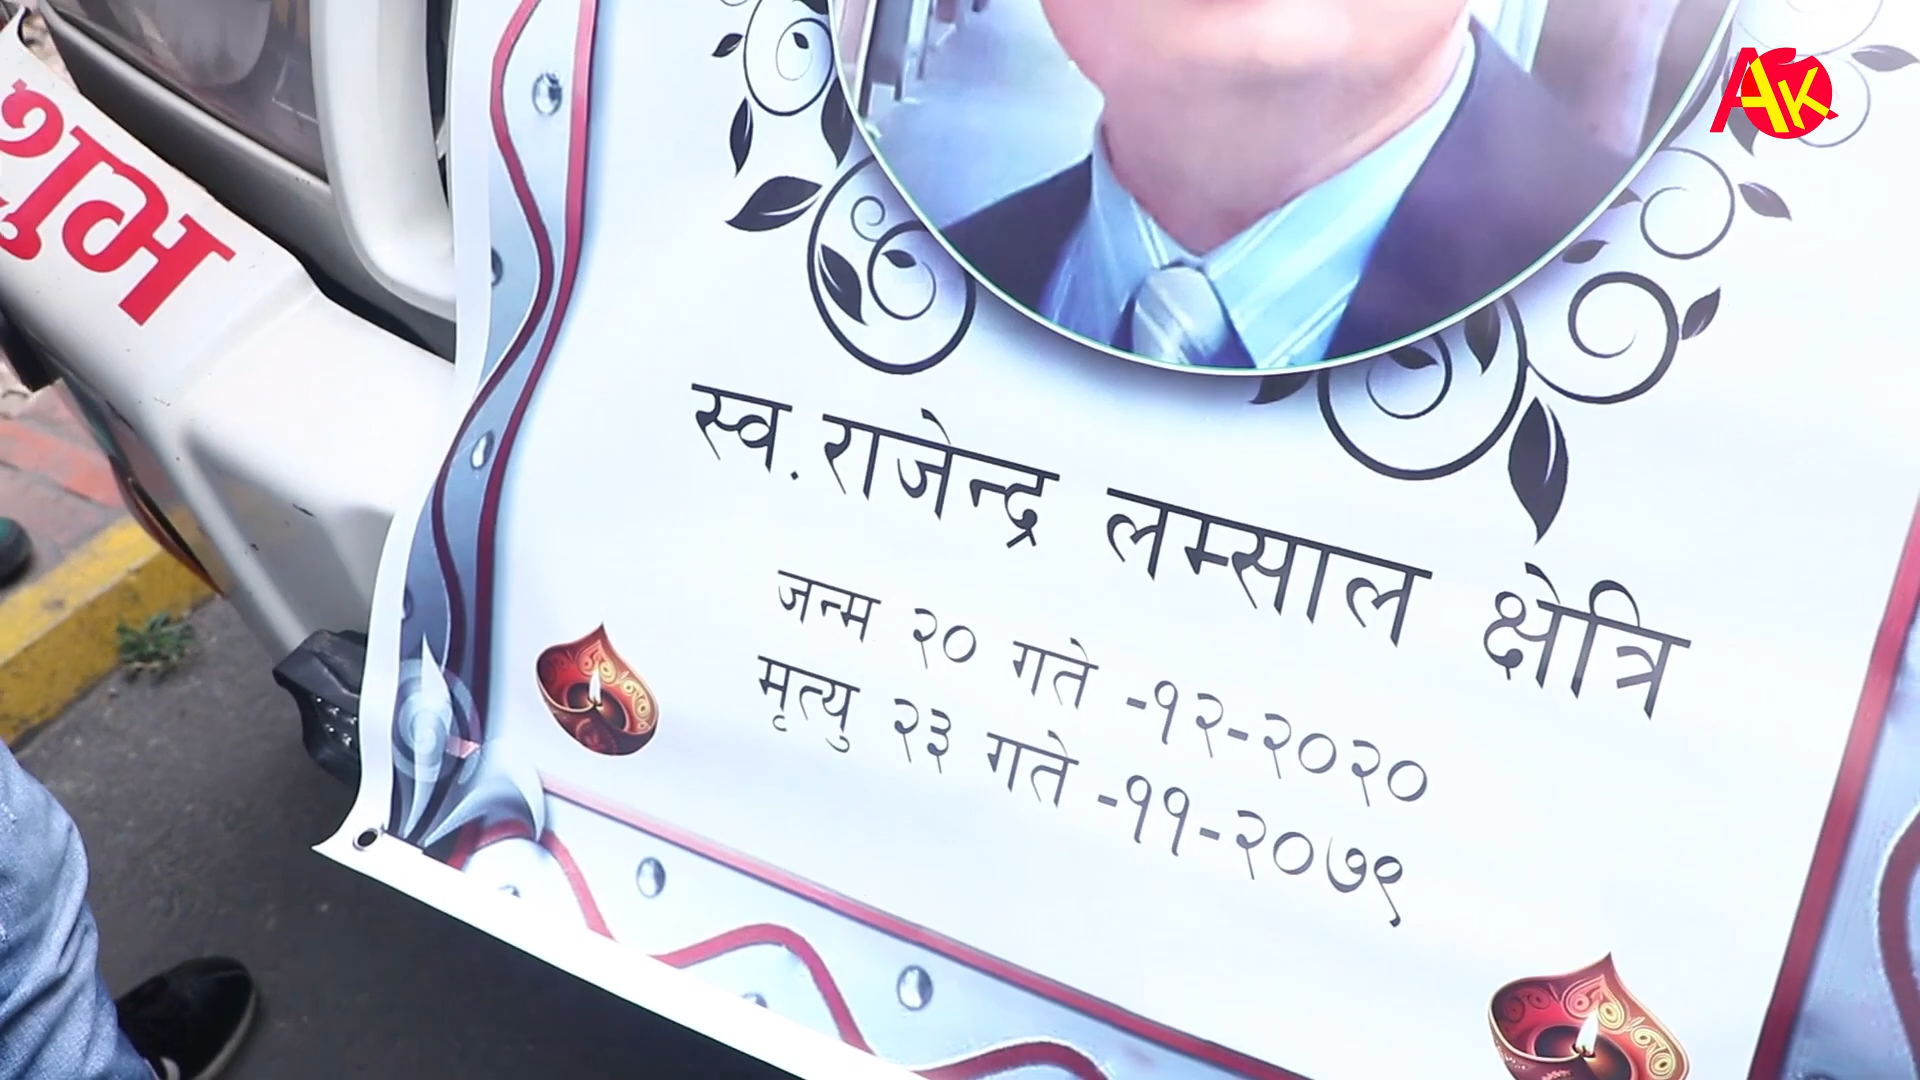 AK
शुभ
स्व. राजेन्द्र लम्साल क्षेत्रि
जन्म २० गते -१२-२०२०
मृत्यु २३ गते -११-२०७९